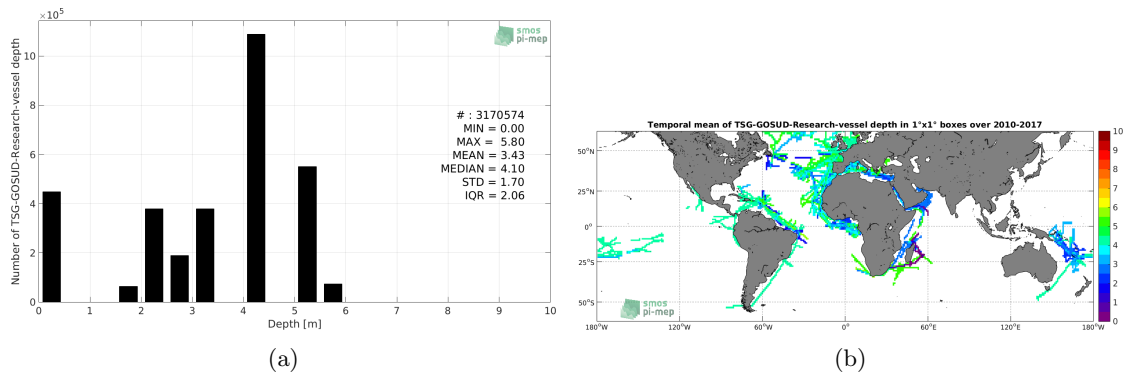 ×10⁵
10
8
6
4
2
0
Number of TSG-GOSUD-Research-vessel depth
0 1 2 3 4 5 6 7 8 9 10
Depth [m]
smos
pi-mep
# : 3170574
MIN = 0.00
MAX = 5.80
MEAN = 3.43
MEDIAN = 4.10
STD = 1.70
IQR = 2.06
(a)
Temporal mean of TSG-GOSUD-Research-vessel depth in 1°x1° boxes over 2010-2017
50°N
25°N
0°
25°S
50°S
180°W 120°W 60°W 0° 60°E 120°E 180°W
smos
pi-mep
10
9
8
7
6
5
4
3
2
1
0
(b)